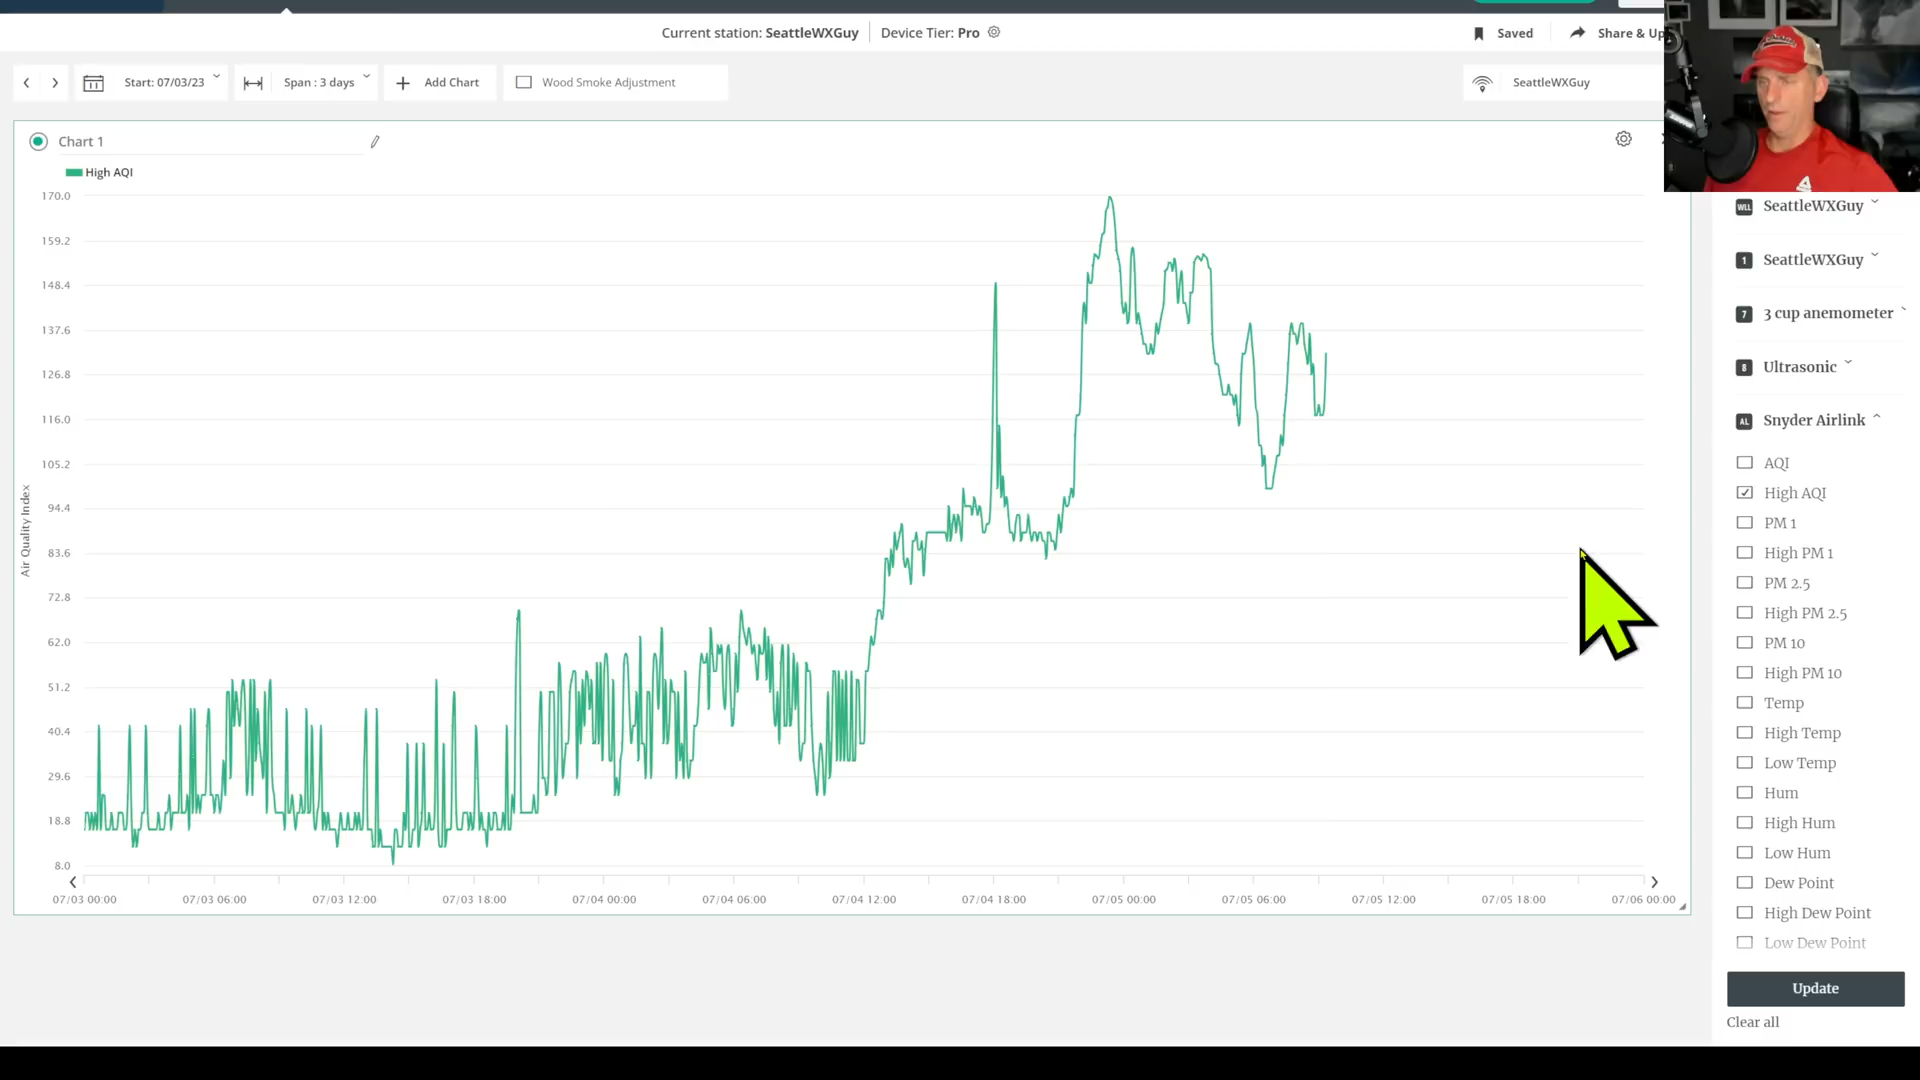 Current station: SeattleWXGuy Device Tier: Pro
Saved Share & Up
Start: 07/03/23 Span : 3 days Add Chart Wood Smoke Adjustment SeattleWXGuy
Chart 1
High AQI
170.0
159.2
148.4
137.6
126.8
116.0
105.2
94.4
83.6
72.8
62.0
51.2
40.4
29.6
18.8
8.0
Air Quality Index
07/03 00:00 07/03 06:00 07/03 12:00 07/03 18:00 07/04 00:00 07/04 06:00 07/04 12:00 07/04 18:00 07/05 00:00 07/05 06:00 07/05 12:00 07/05 18:00 07/06 00:00
WLL SeattleWXGuy
1 SeattleWXGuy
7 3 cup anemometer
8 Ultrasonic
AL Snyder Airlink
AQI
High AQI
PM 1
High PM 1
PM 2.5
High PM 2.5
PM 10
High PM 10
Temp
High Temp
Low Temp
Hum
High Hum
Low Hum
Dew Point
High Dew Point
Low Dew Point
Update
Clear all